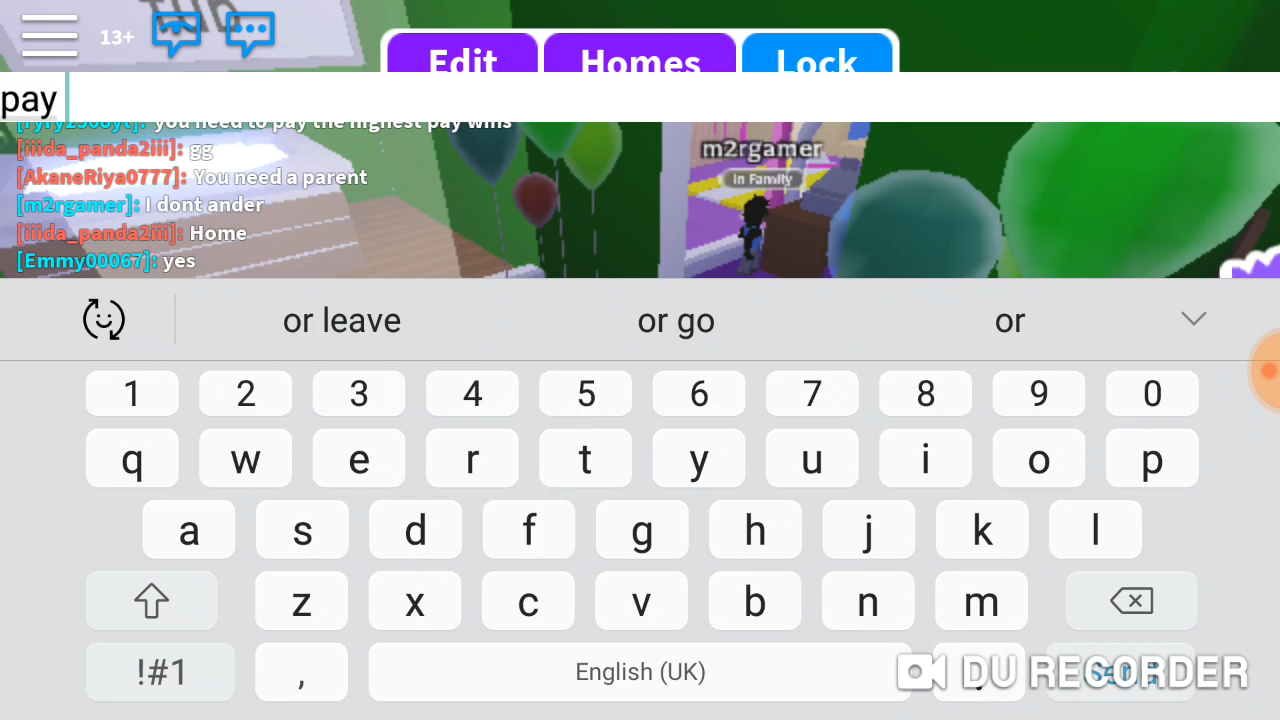 13+
Edit Homes Lock
pay
[ryry2508yt]: you need to pay the highest pay wins
[iiida_panda2iii]: gg
[AkaneRiya0777]: You need a parent
[m2rgamer]: I dont ander
[iiida_panda2iii]: Home
[Emmy00067]: yes
m2rgamer
In Family
or leave or go or
1 2 3 4 5 6 7 8 9 0
q w e r t y u i o p
a s d f g h j k l
z x c v b n m
!#1 , English (UK) . Send
DU RECORDER